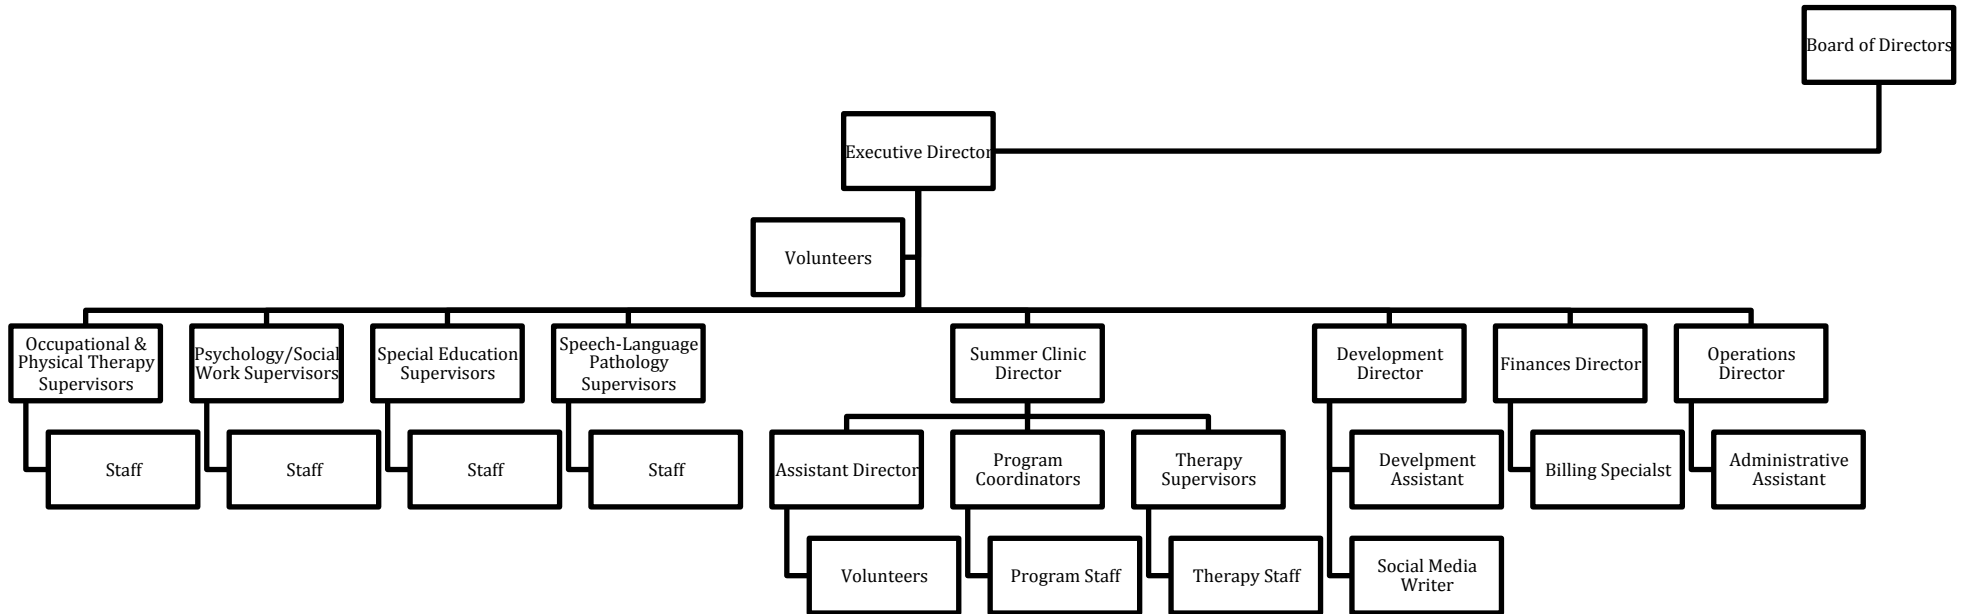 Board of Directors
Executive Director
Volunteers
Occupational &
Physical Therapy
Supervisors
Psychology/Social
Work Supervisors
Special Education
Supervisors
Speech-Language
Pathology
Supervisors
Summer Clinic
Director
Development
Director
Finances Director
Operations
Director
Staff
Staff
Staff
Staff
Assistant Director
Program
Coordinators
Therapy
Supervisors
Develpment
Assistant
Billing Specialst
Administrative
Assistant
Volunteers
Program Staff
Therapy Staff
Social Media
Writer